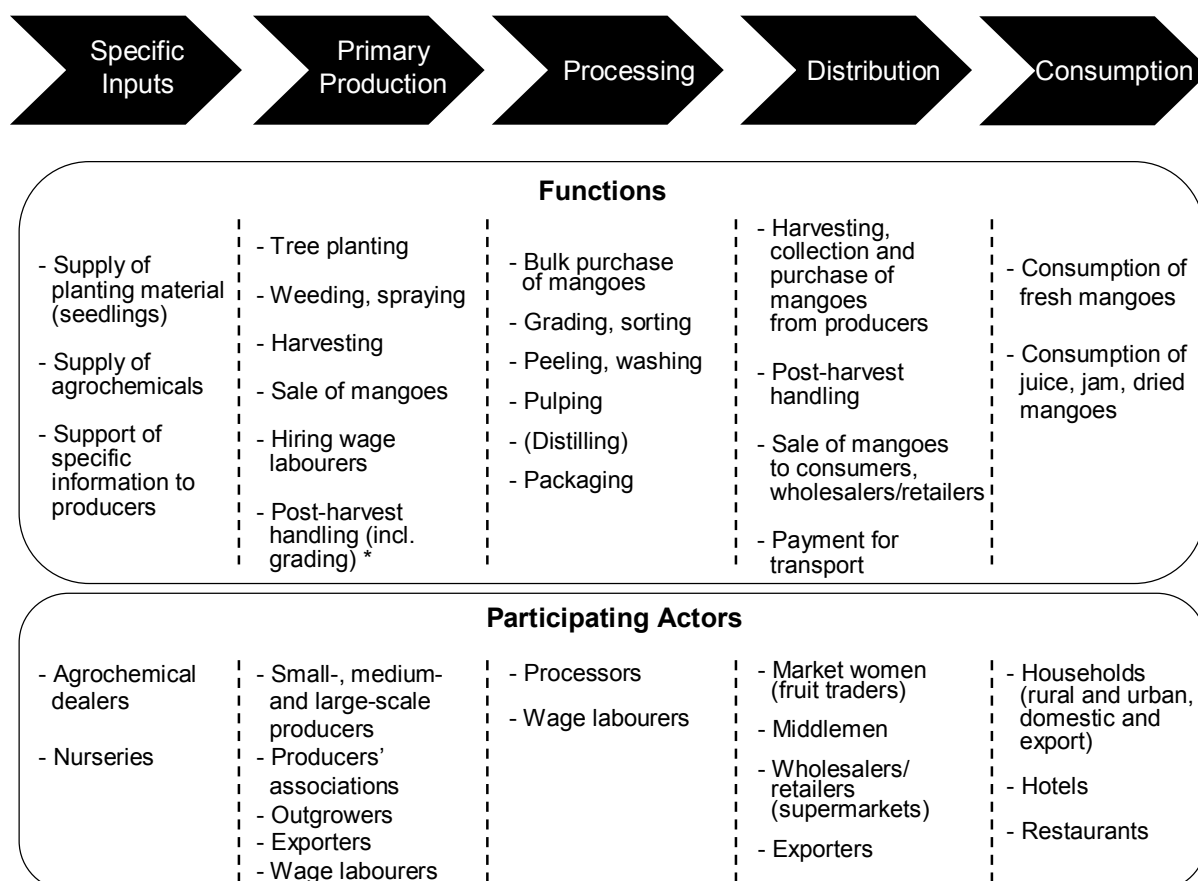 Specific
Inputs
Primary
Production
Processing
Distribution
Consumption
Functions
- Supply of
planting material
(seedlings)
- Supply of
agrochemicals
- Support of
specific
information to
producers
- Tree planting
- Weeding, spraying
- Harvesting
- Sale of mangoes
- Hiring wage
labourers
- Post-harvest
handling (incl.
grading) *
- Bulk purchase
of mangoes
- Grading, sorting
- Peeling, washing
- Pulping
- (Distilling)
- Packaging
- Harvesting,
collection and
purchase of
mangoes
from producers
- Post-harvest
handling
- Sale of mangoes
to consumers,
wholesalers/retailers
- Payment for
transport
- Consumption of
fresh mangoes
- Consumption of
juice, jam, dried
mangoes
Participating Actors
- Agrochemical
dealers
- Nurseries
- Small-, medium-
and large-scale
producers
- Producers’
associations
- Outgrowers
- Exporters
- Wage labourers
- Processors
- Wage labourers
- Market women
(fruit traders)
- Middlemen
- Wholesalers/
retailers
(supermarkets)
- Exporters
- Households
(rural and urban,
domestic and
export)
- Hotels
- Restaurants